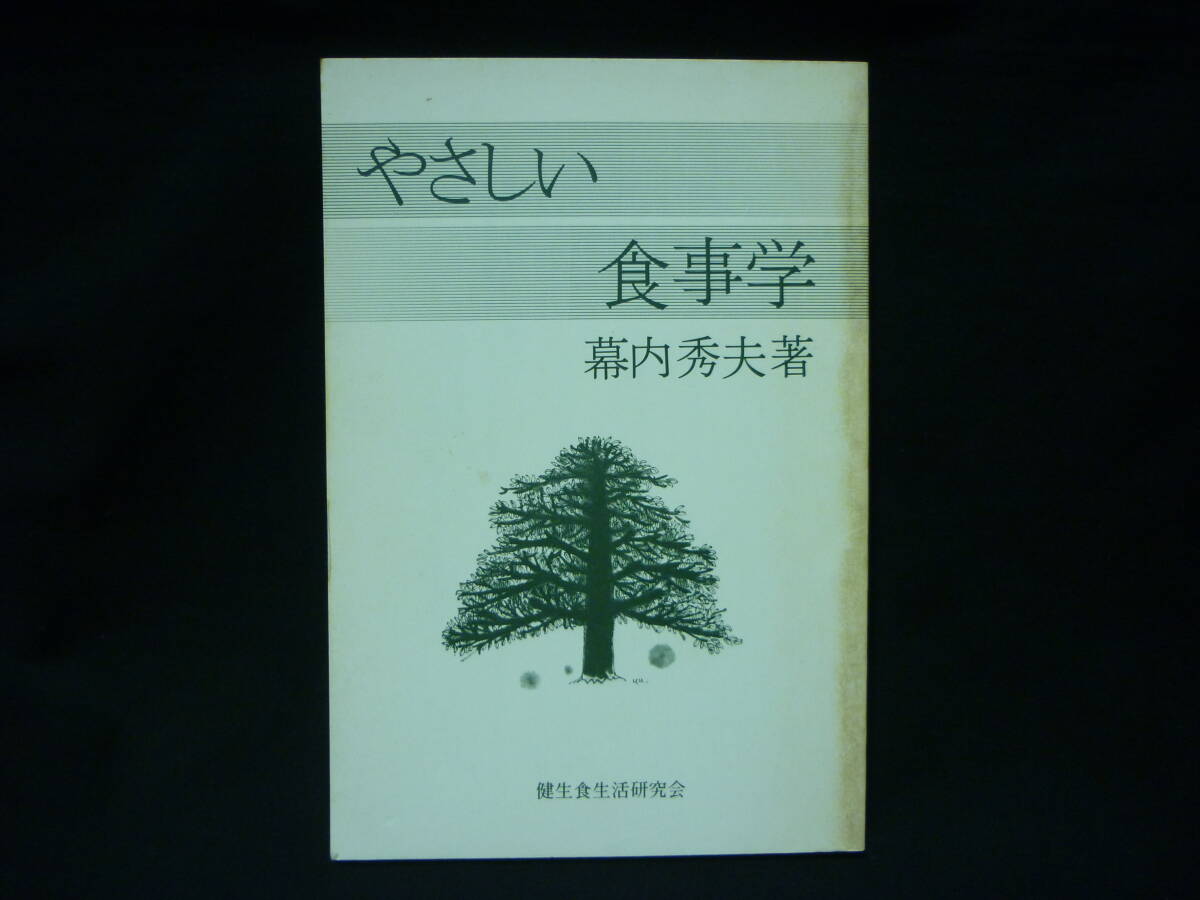 やさしい
食事学
幕内秀夫著
健生食生活研究会